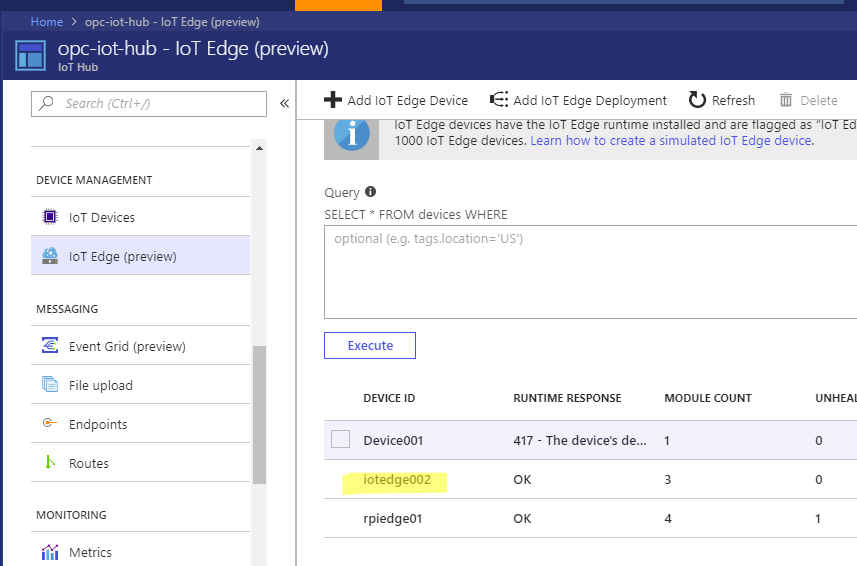 Home > opc-iot-hub - IoT Edge (preview)
opc-iot-hub - IoT Edge (preview)
IoT Hub
Search (Ctrl+/)
«
Add IoT Edge Device
Add IoT Edge Deployment
Refresh
Delete
IoT Edge devices have the IoT Edge runtime installed and are flagged as “IoT Ed
1000 IoT Edge devices. Learn how to create a simulated IoT Edge device.
DEVICE MANAGEMENT
IoT Devices
IoT Edge (preview)
MESSAGING
Event Grid (preview)
File upload
Endpoints
Routes
MONITORING
Metrics
Query
SELECT * FROM devices WHERE
optional (e.g. tags.location='US')
Execute
DEVICE ID RUNTIME RESPONSE MODULE COUNT UNHEAL
Device001 417 - The device's de... 1 0
iotedge002 OK 3 0
rpiedge01 OK 4 1